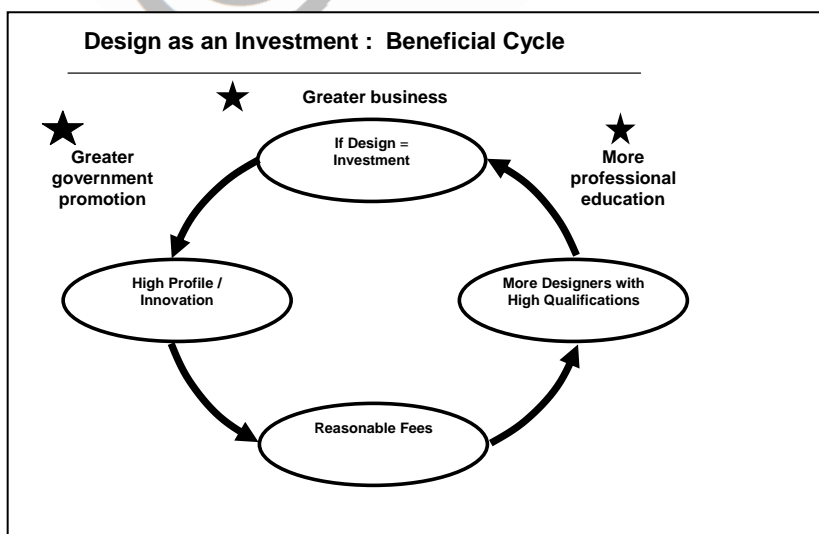 Design as an Investment : Beneficial Cycle
Greater business
Greater
government
promotion
If Design =
Investment
More
professional
education
High Profile /
Innovation
More Designers with
High Qualifications
Reasonable Fees